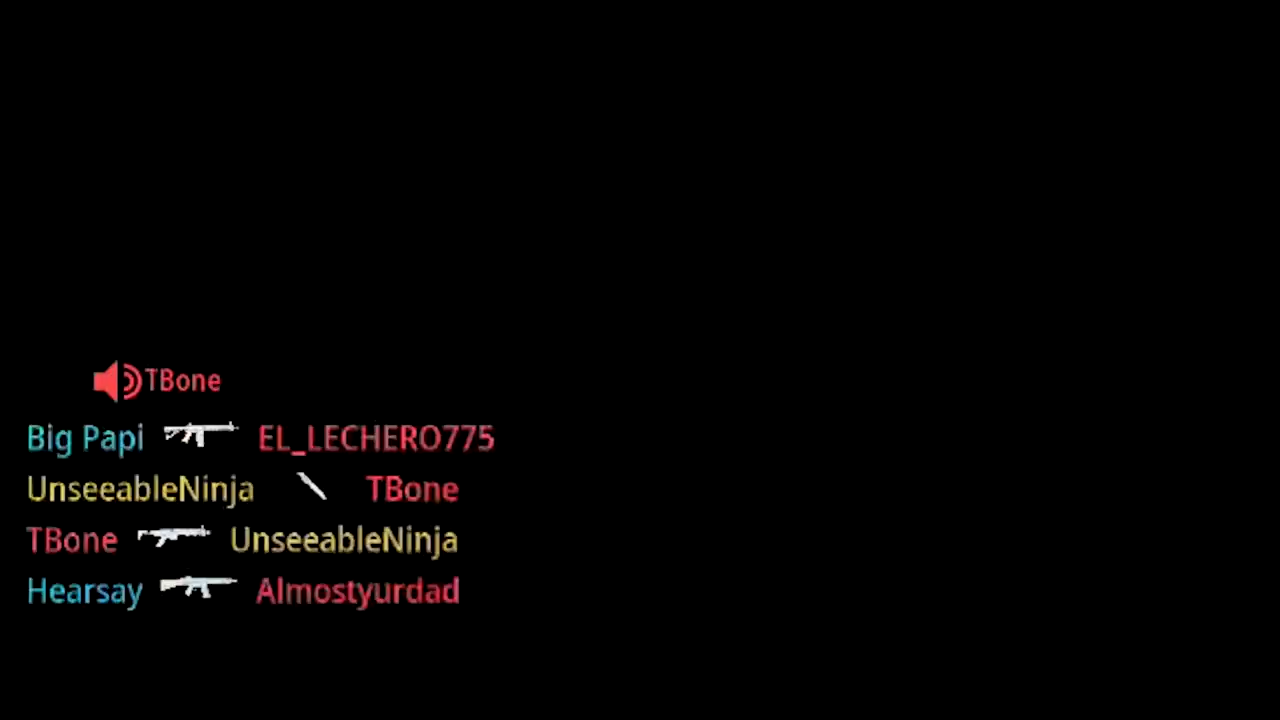 TBone
Big Papi EL_LECHERO775
UnseeableNinja TBone
TBone UnseeableNinja
Hearsay Almostyurdad